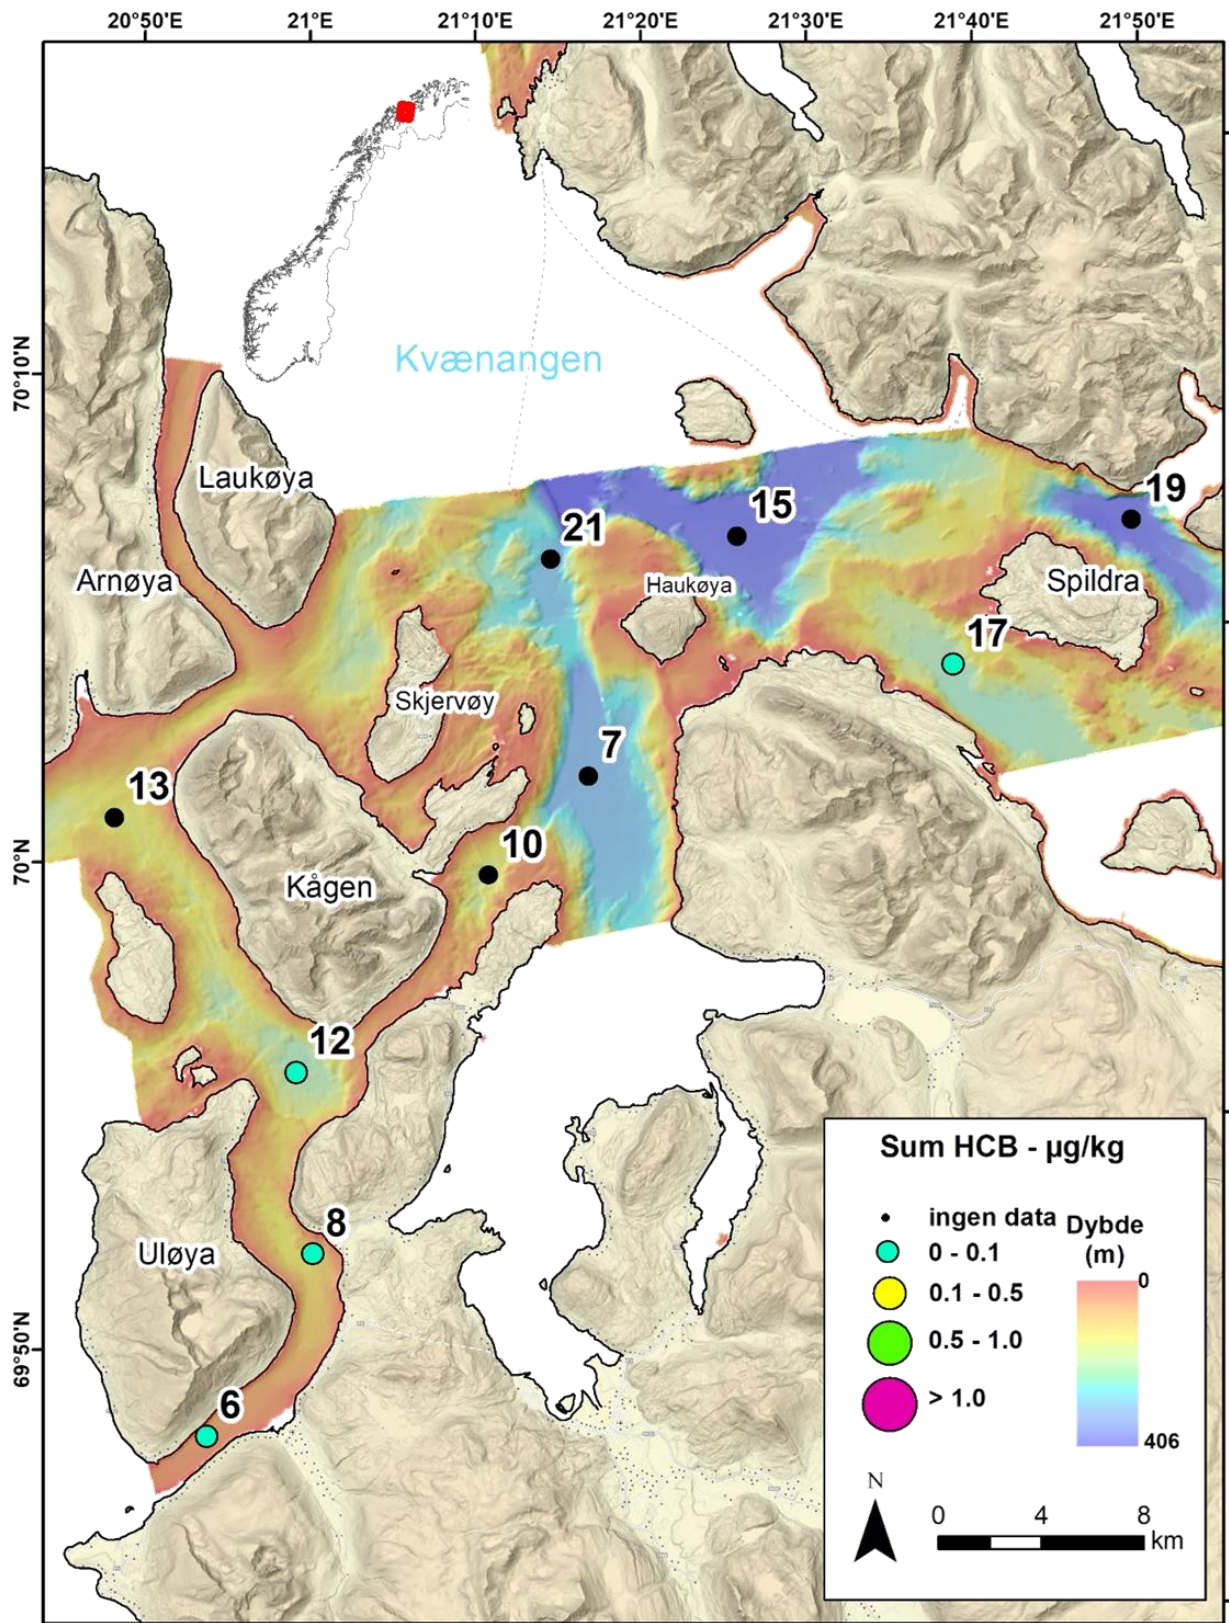 20°50'E 21°E 21°10'E 21°20'E 21°30'E 21°40'E 21°50'E
70°10'N
Kvænangen
Laukøya
19
15
21
Arnøya
Haukøya
Spildra
17
Skjervøy
7
13
10
70°N
Kågen
12
8
Uløya
69°50'N
6
Sum HCB - µg/kg
ingen data
0 - 0.1
0.1 - 0.5
0.5 - 1.0
> 1.0
Dybde
(m)
0
406
N
0 4 8
km